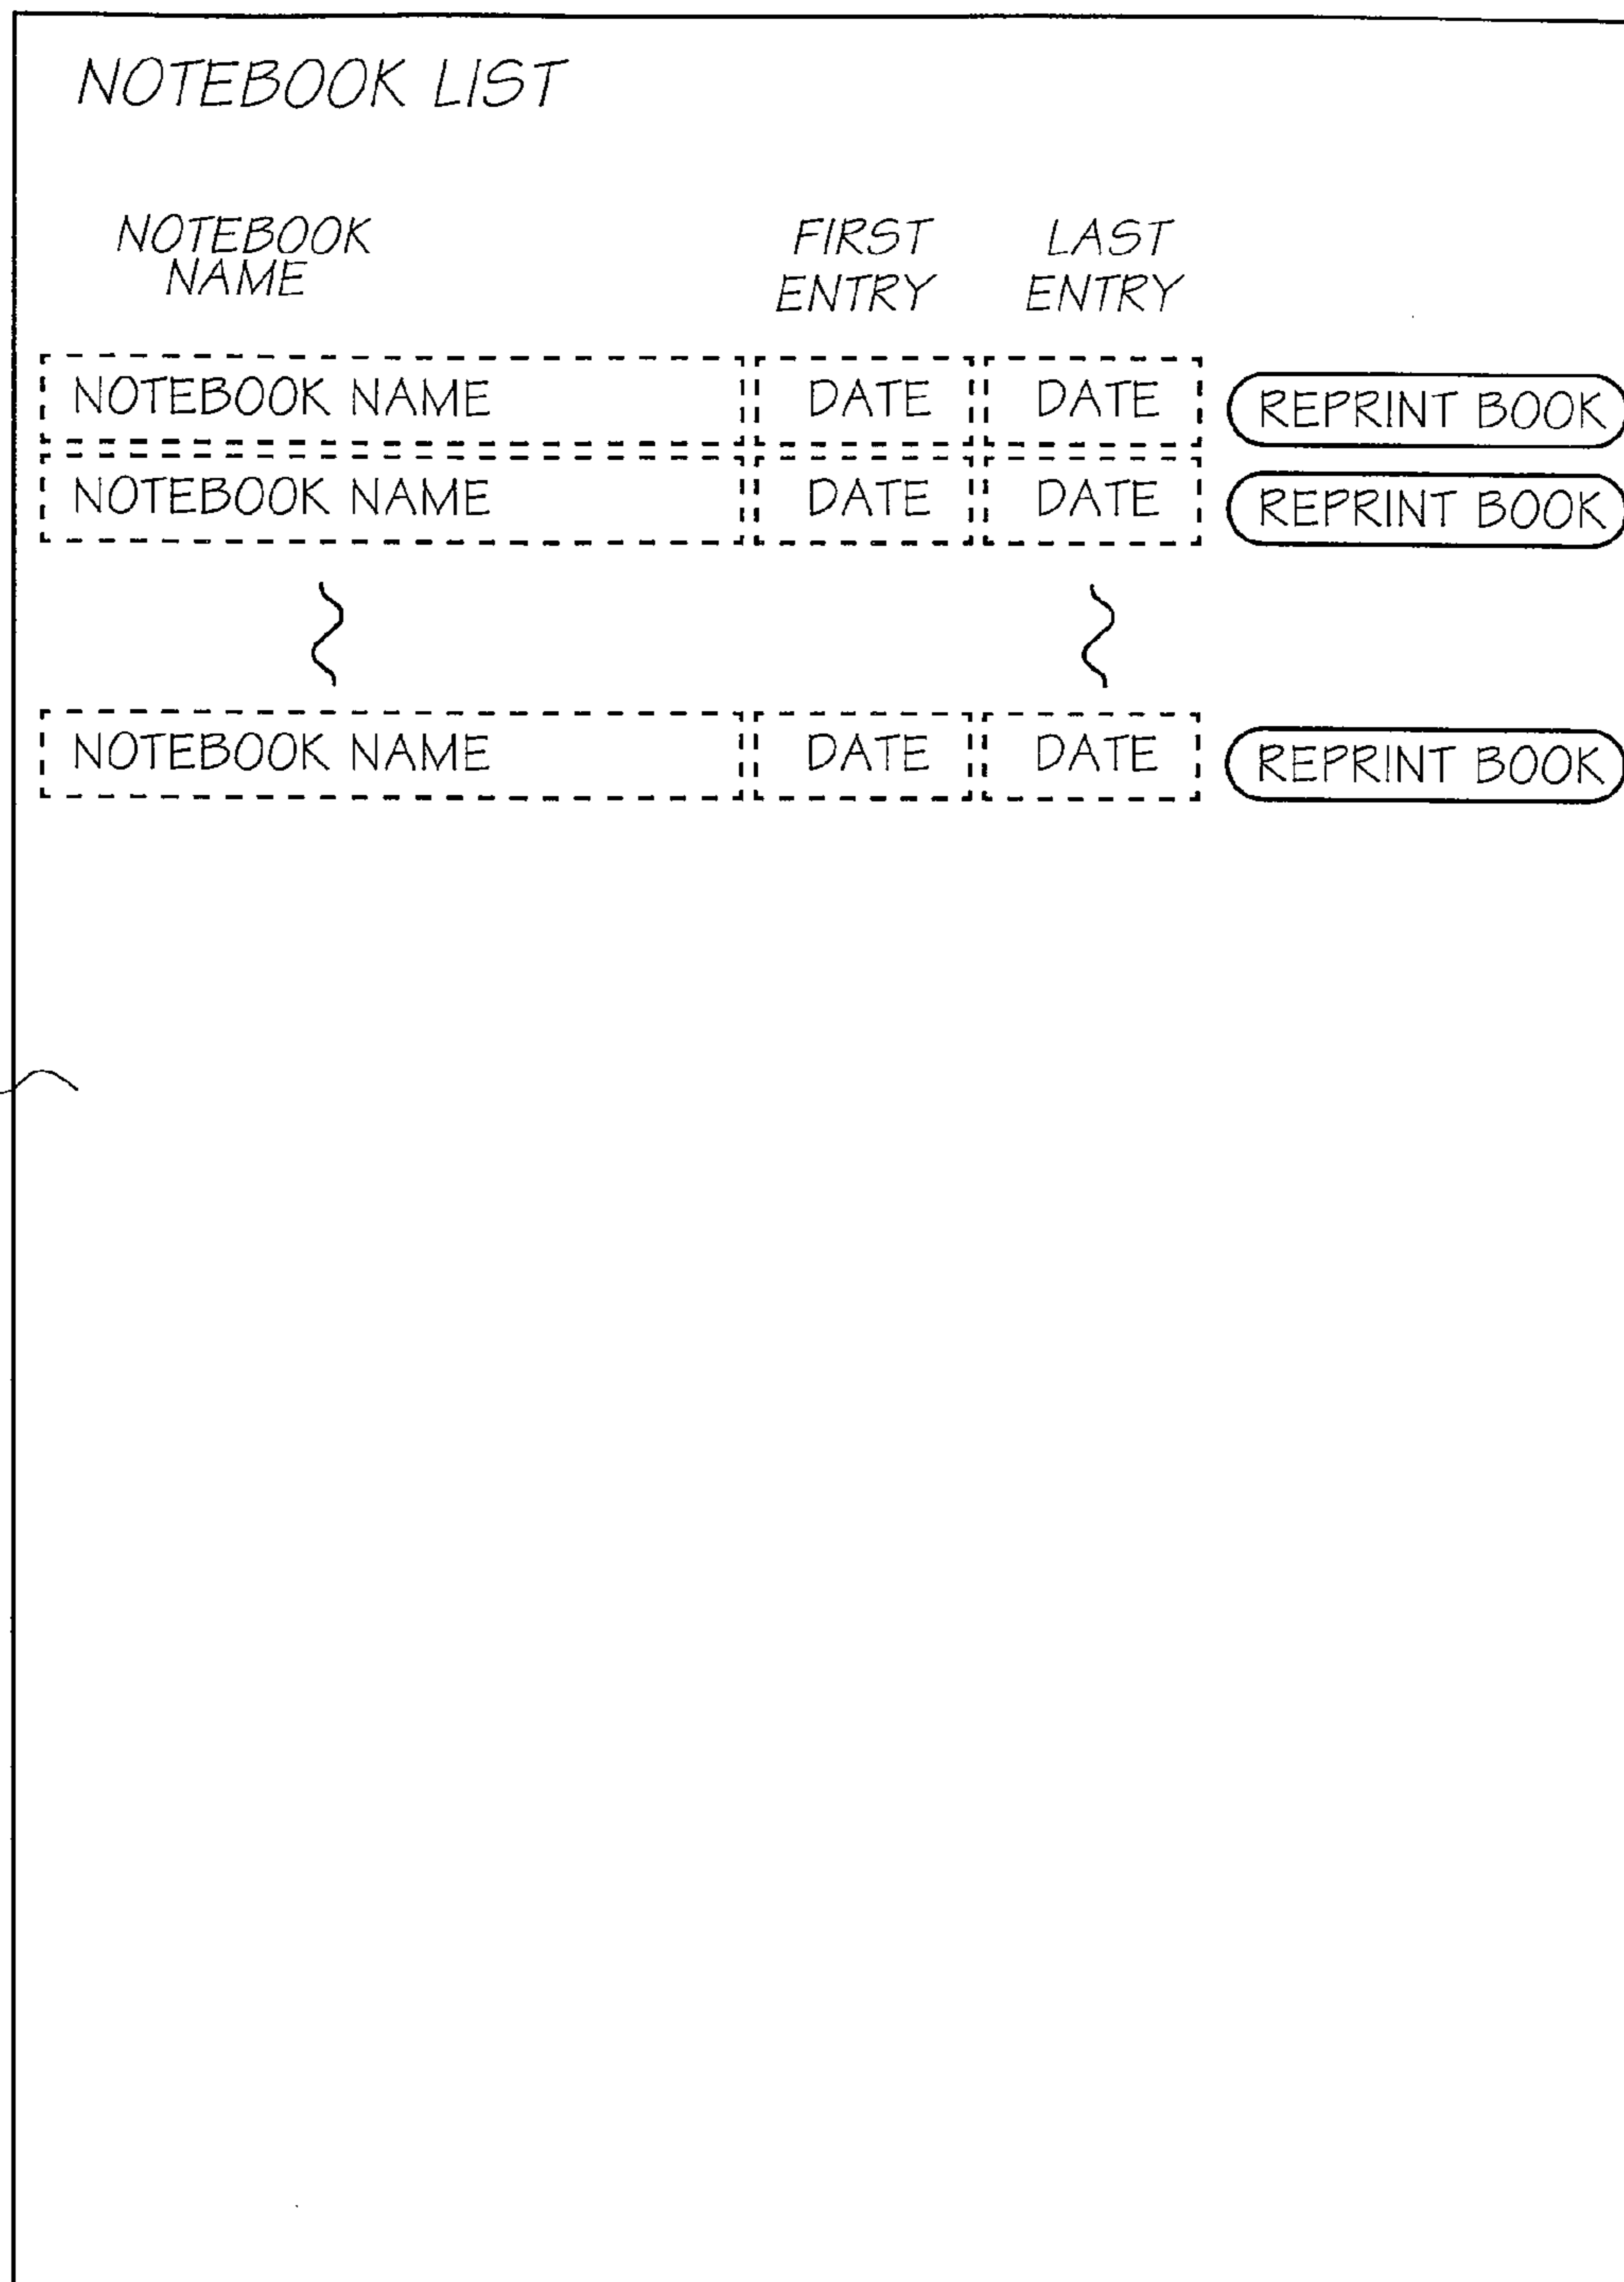 NOTEBOOK LIST
NOTEBOOK NAME
FIRST ENTRY
LAST ENTRY
NOTEBOOK NAME DATE DATE REPRINT BOOK
NOTEBOOK NAME DATE DATE REPRINT BOOK
NOTEBOOK NAME DATE DATE REPRINT BOOK